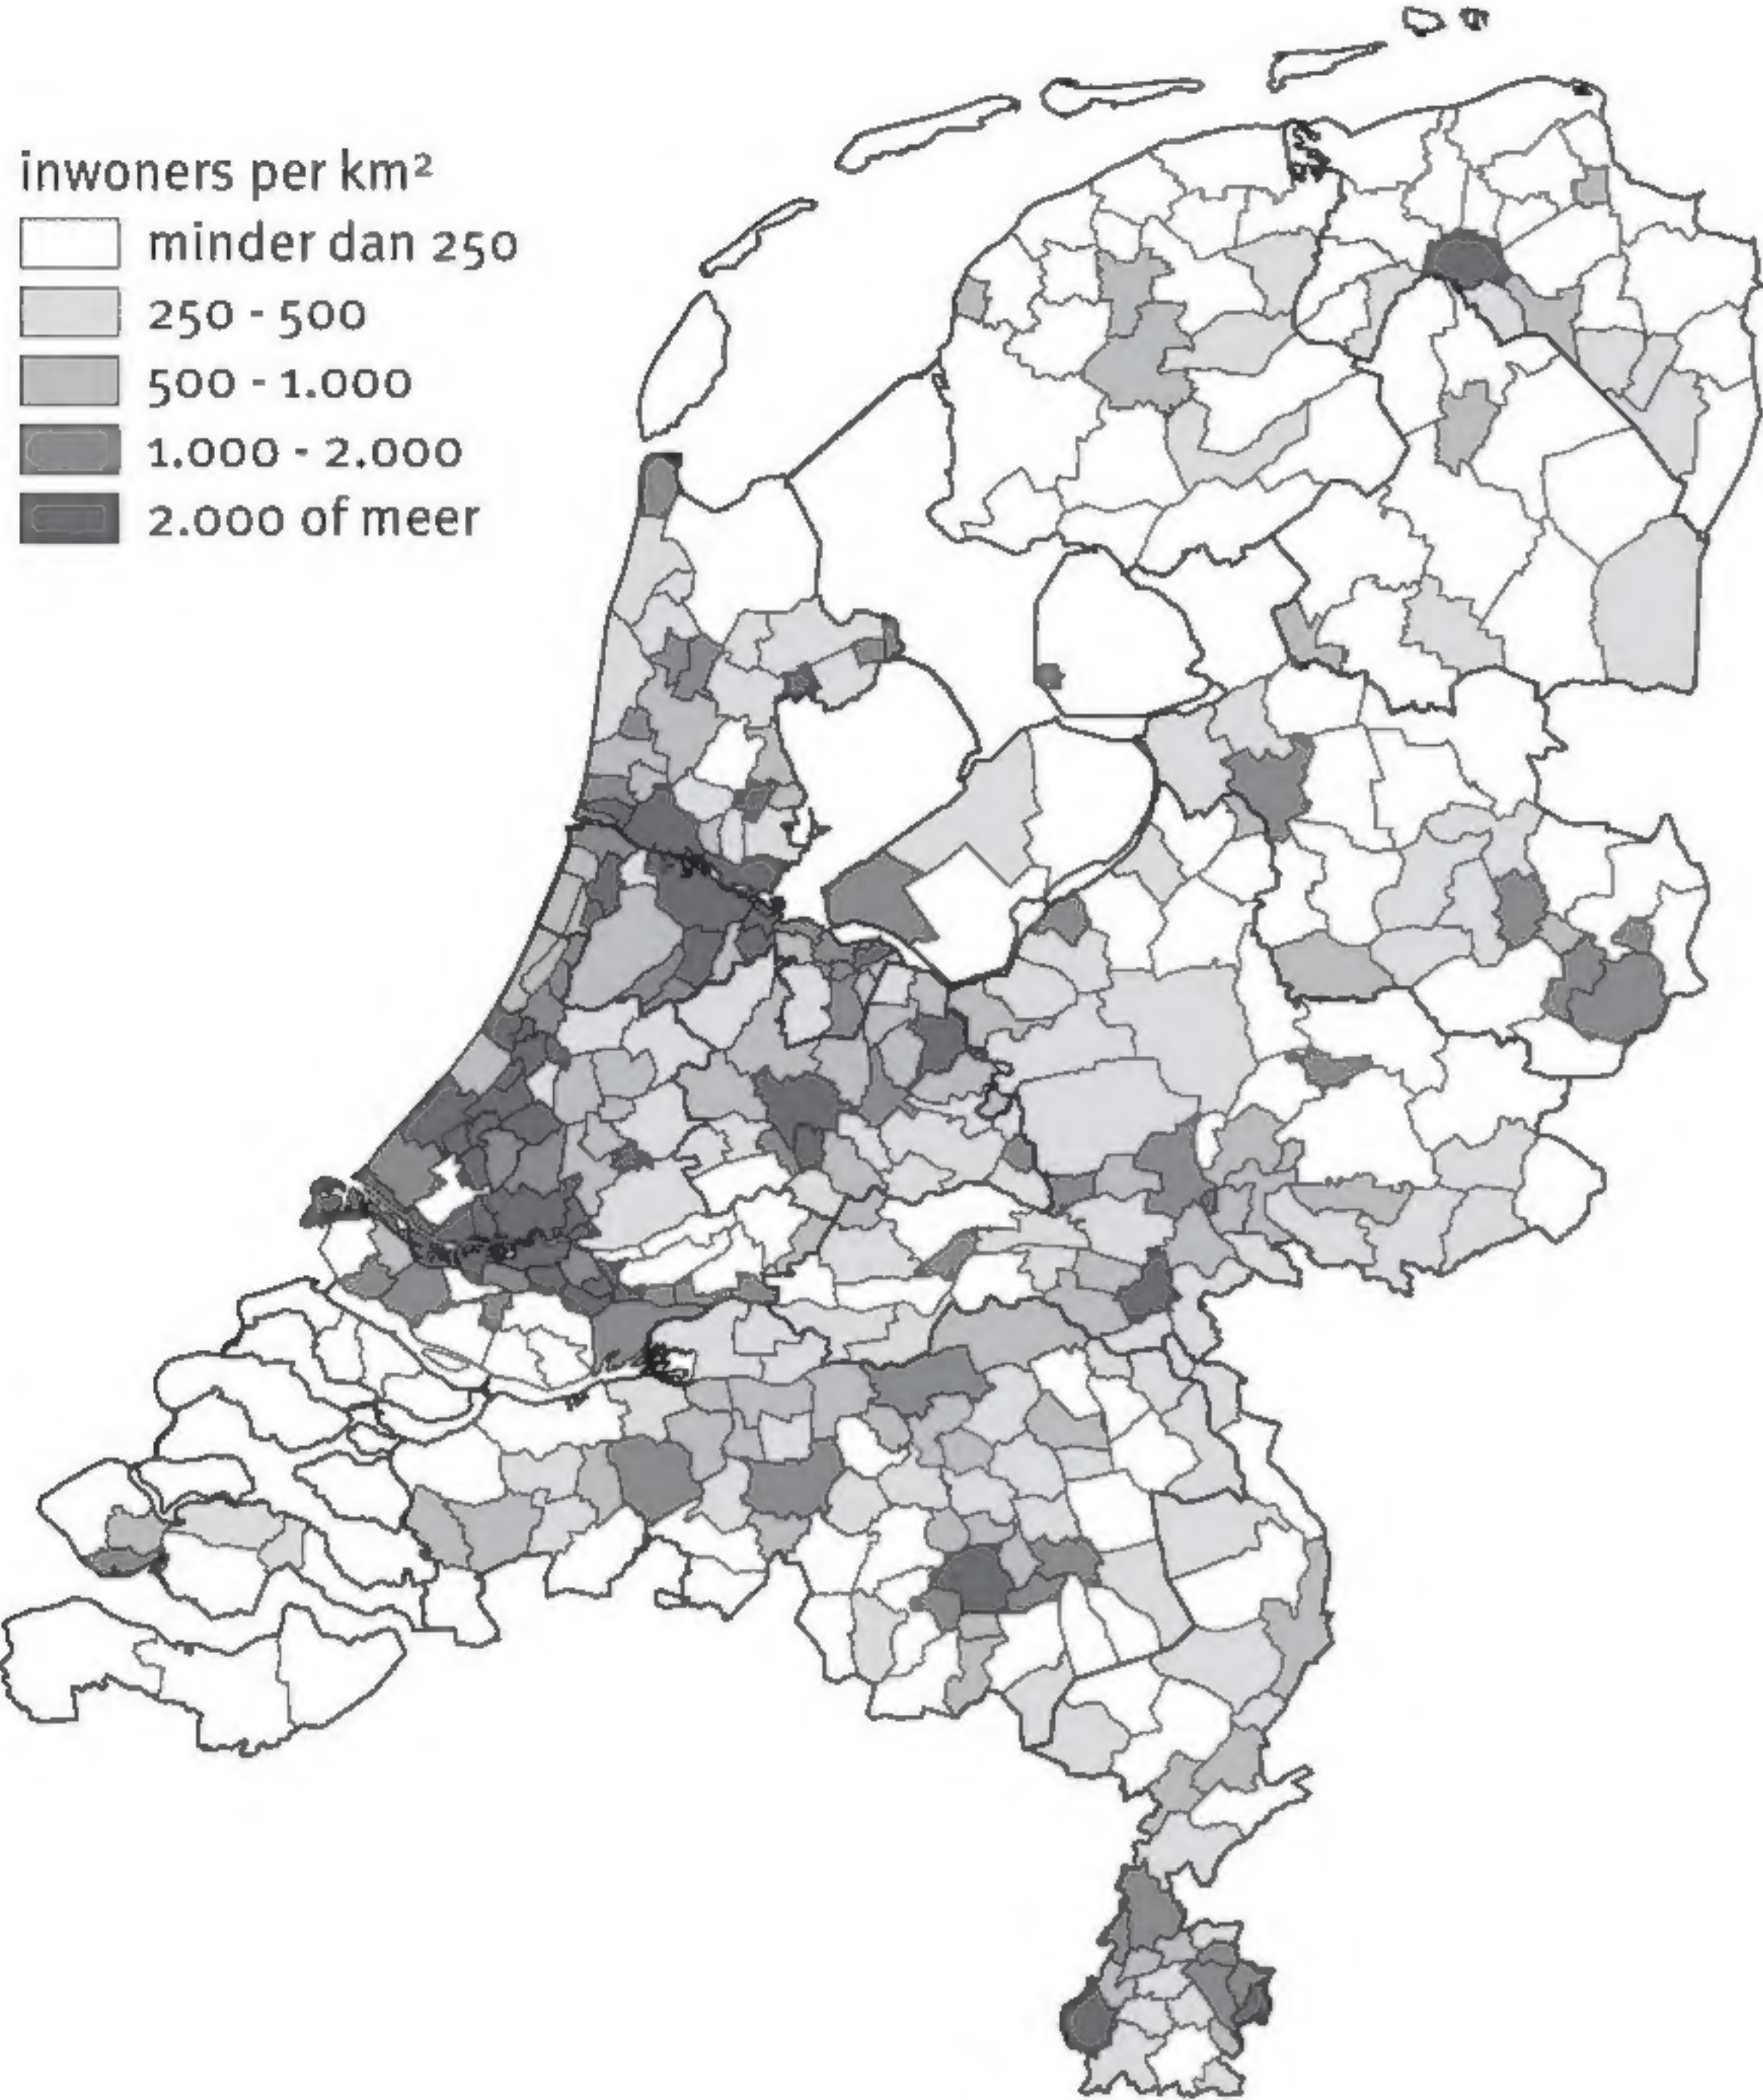 inwoners per km²
minder dan 250
250 - 500
500 - 1.000
1.000 - 2.000
2.000 of meer